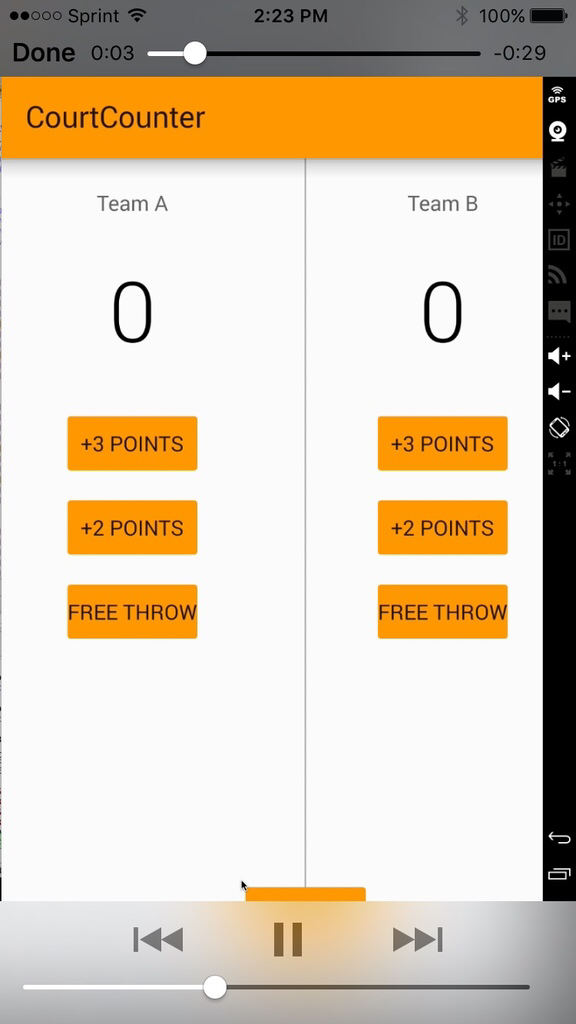 Sprint 2:23 PM 100%
Done 0:03 -0:29
CourtCounter
GPS
Team A Team B
ID
0 0
+3 POINTS +3 POINTS
1:1
+2 POINTS +2 POINTS
FREE THROW FREE THROW